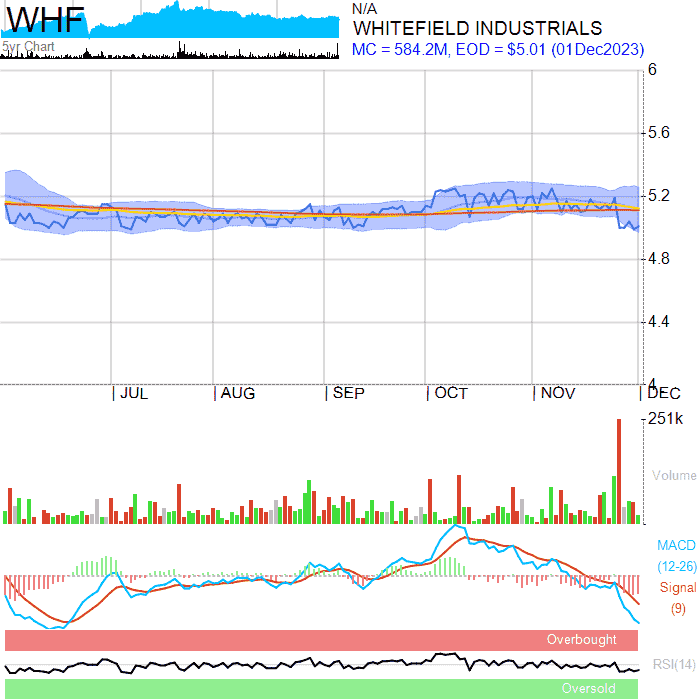 WHF
5yr Chart
N/A
WHITEFIELD INDUSTRIALS
MC = 584.2M, EOD = $5.01 (01Dec2023)
6
5.6
5.2
4.8
4.4
4
JUL AUG SEP OCT NOV DEC
251k
Volume
MACD
(12-26)
Signal
(9)
Overbought
RSI(14)
Oversold